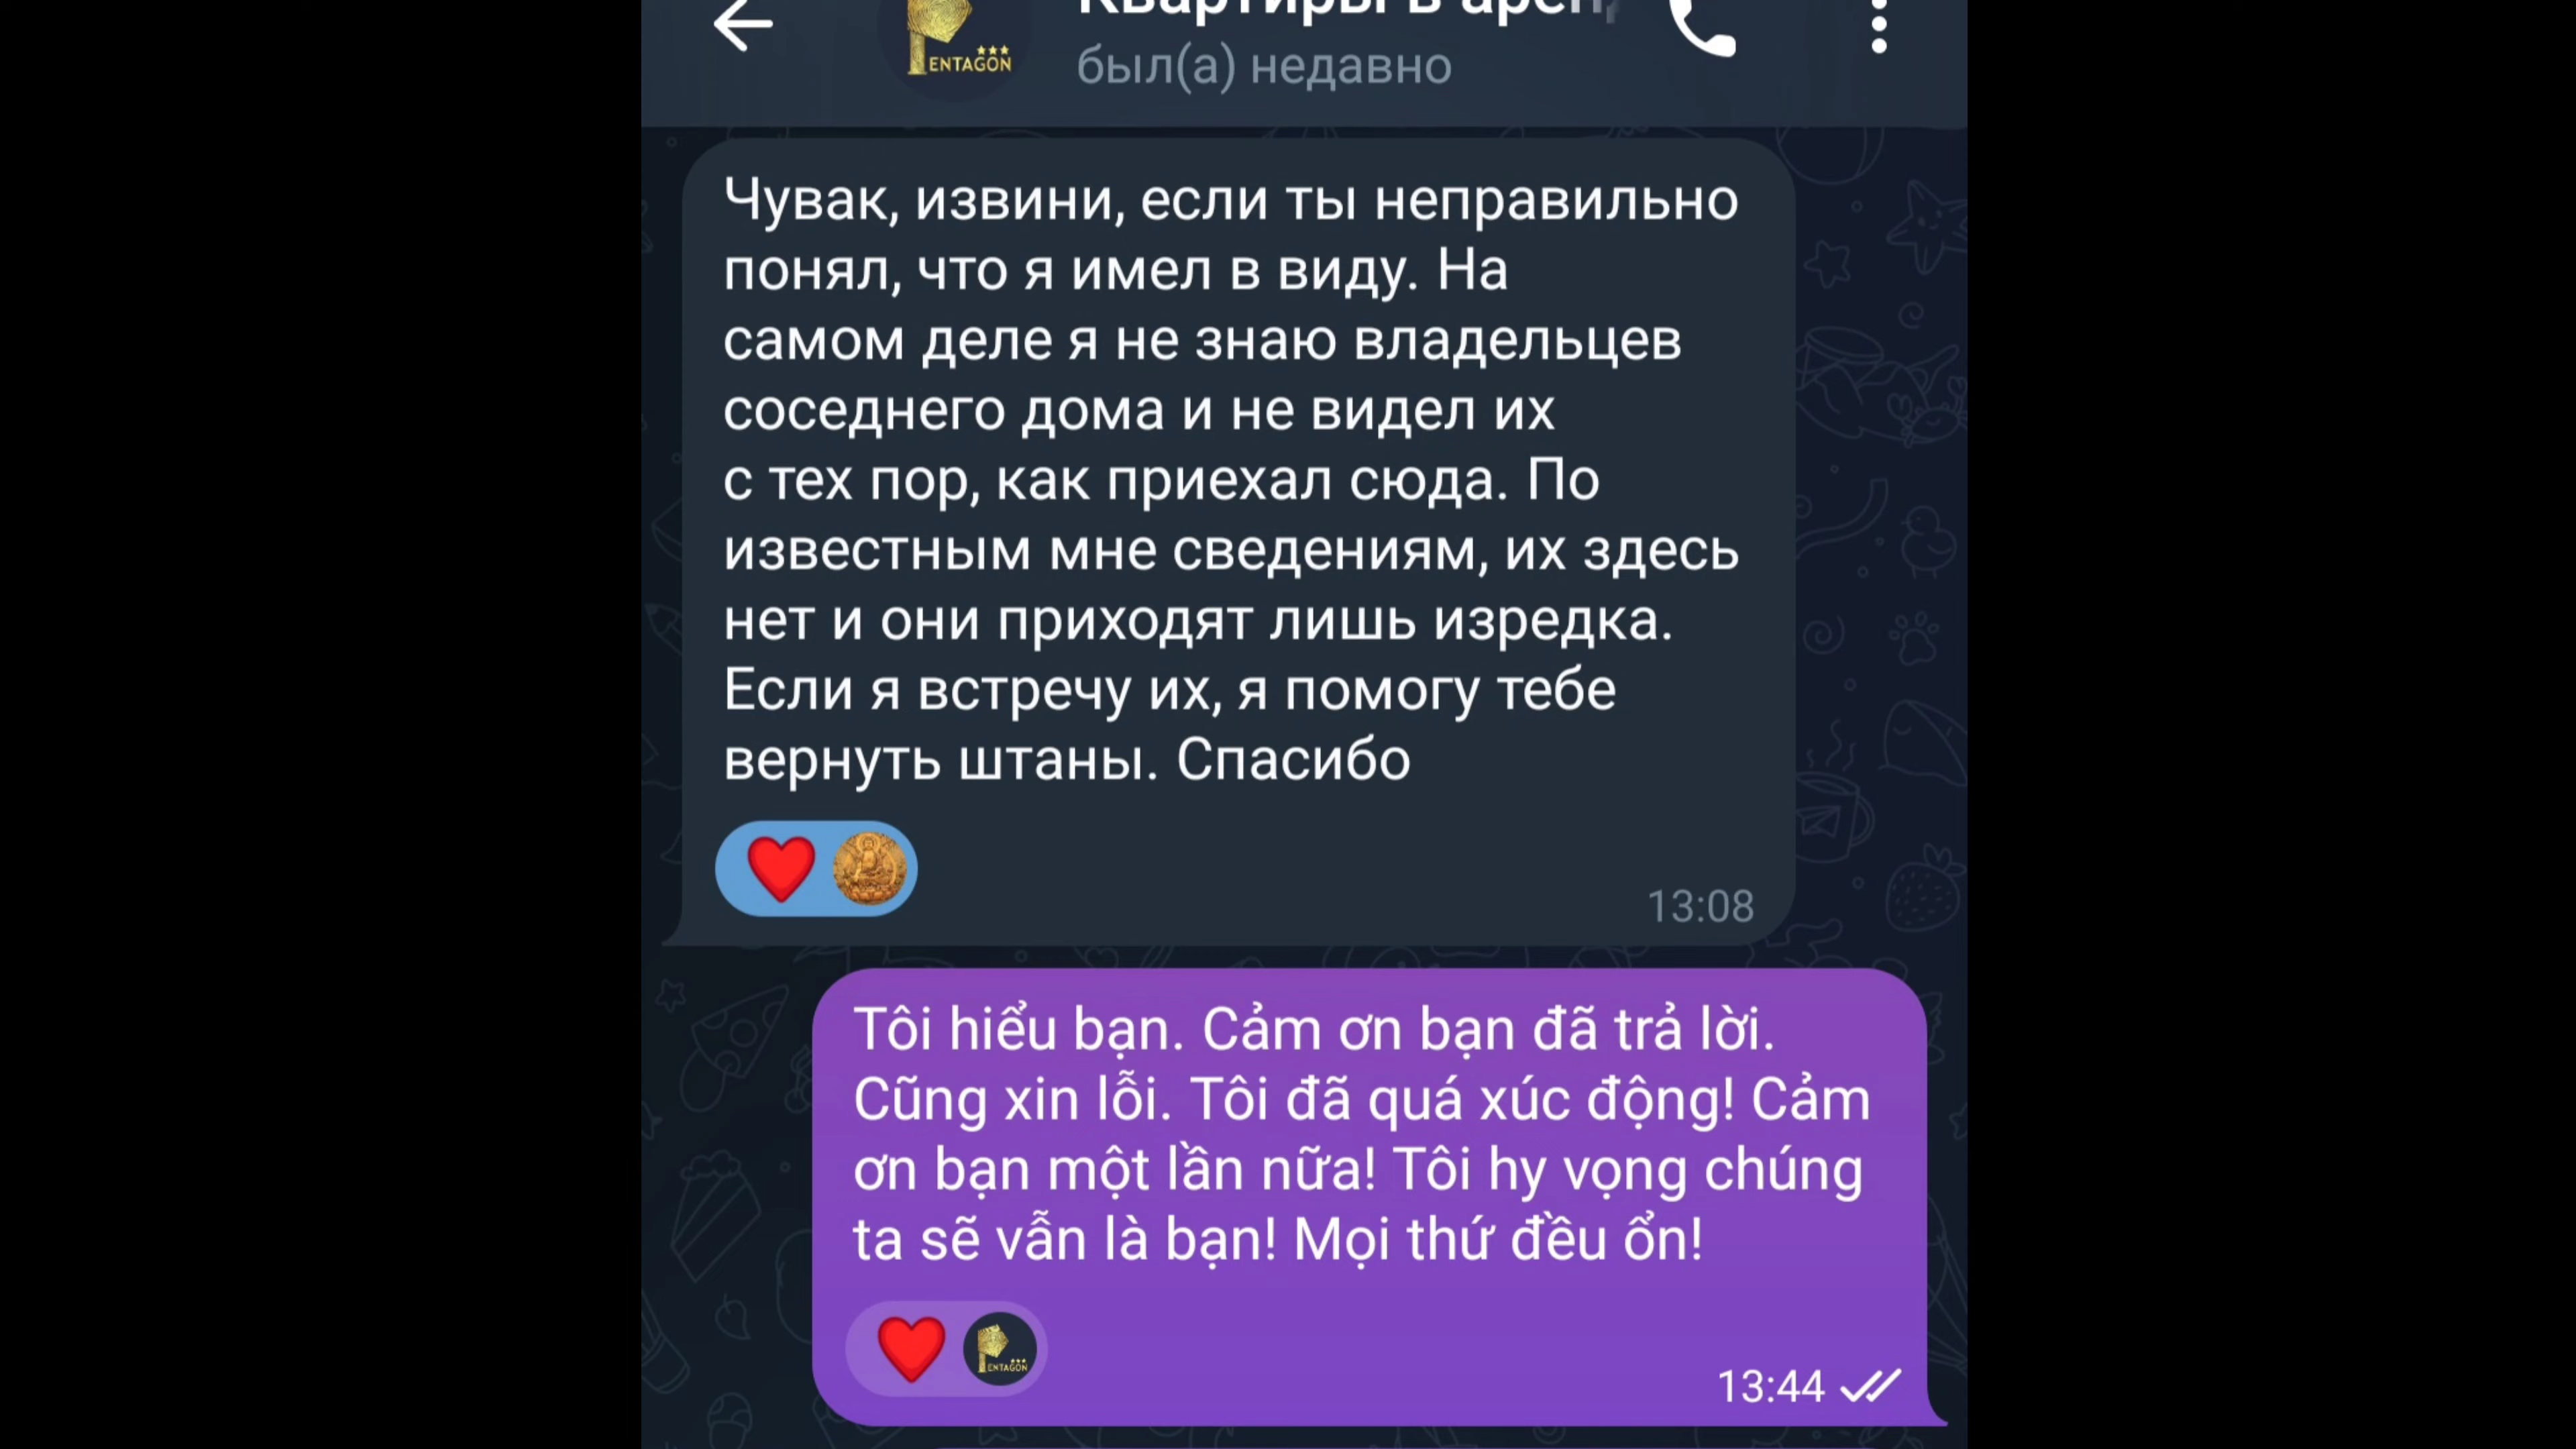 Квартиры в арен
PENTAGON
был(а) недавно
Чувак, извини, если ты неправильно
понял, что я имел в виду. На
самом деле я не знаю владельцев
соседнего дома и не видел их
с тех пор, как приехал сюда. По
известным мне сведениям, их здесь
нет и они приходят лишь изредка.
Если я встречу их, я помогу тебе
вернуть штаны. Спасибо
13:08
Tôi hiểu bạn. Cảm ơn bạn đã trả lời.
Cũng xin lỗi. Tôi đã quá xúc động! Cảm
ơn bạn một lần nữa! Tôi hy vọng chúng
ta sẽ vẫn là bạn! Mọi thứ đều ổn!
PENTAGON
13:44